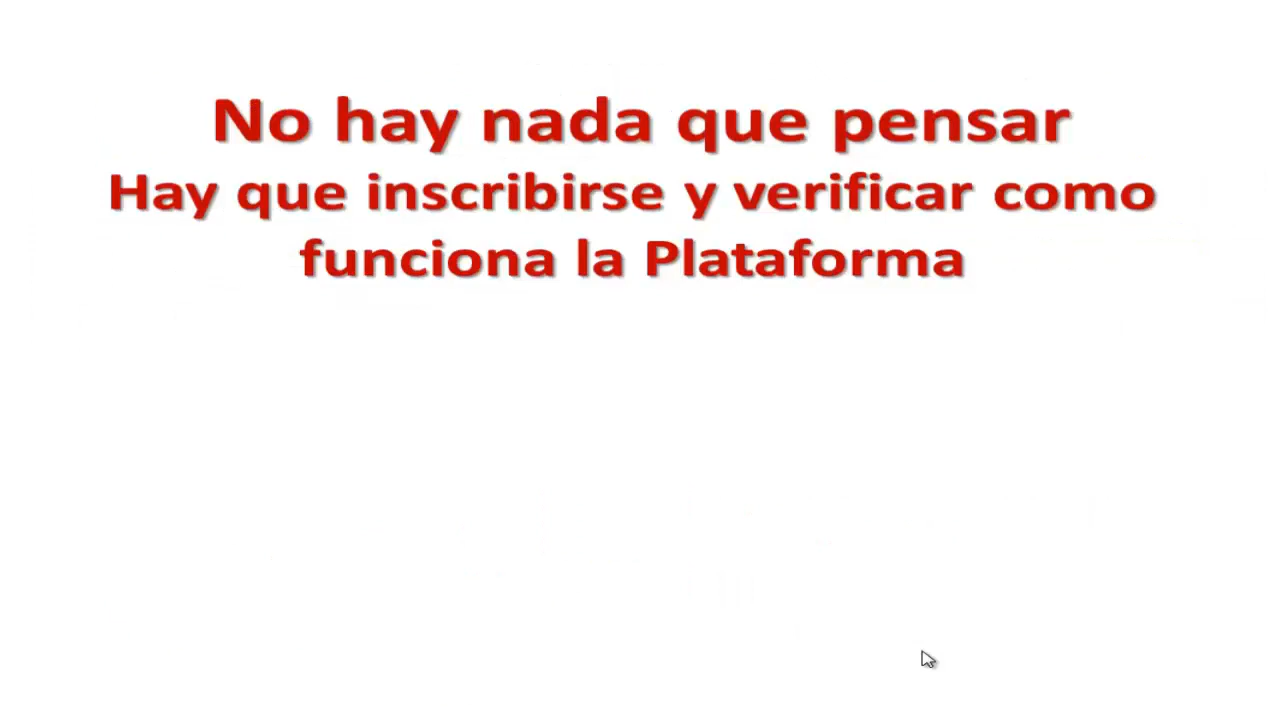 No hay nada que pensar
Hay que inscribirse y verificar como
funciona la Plataforma